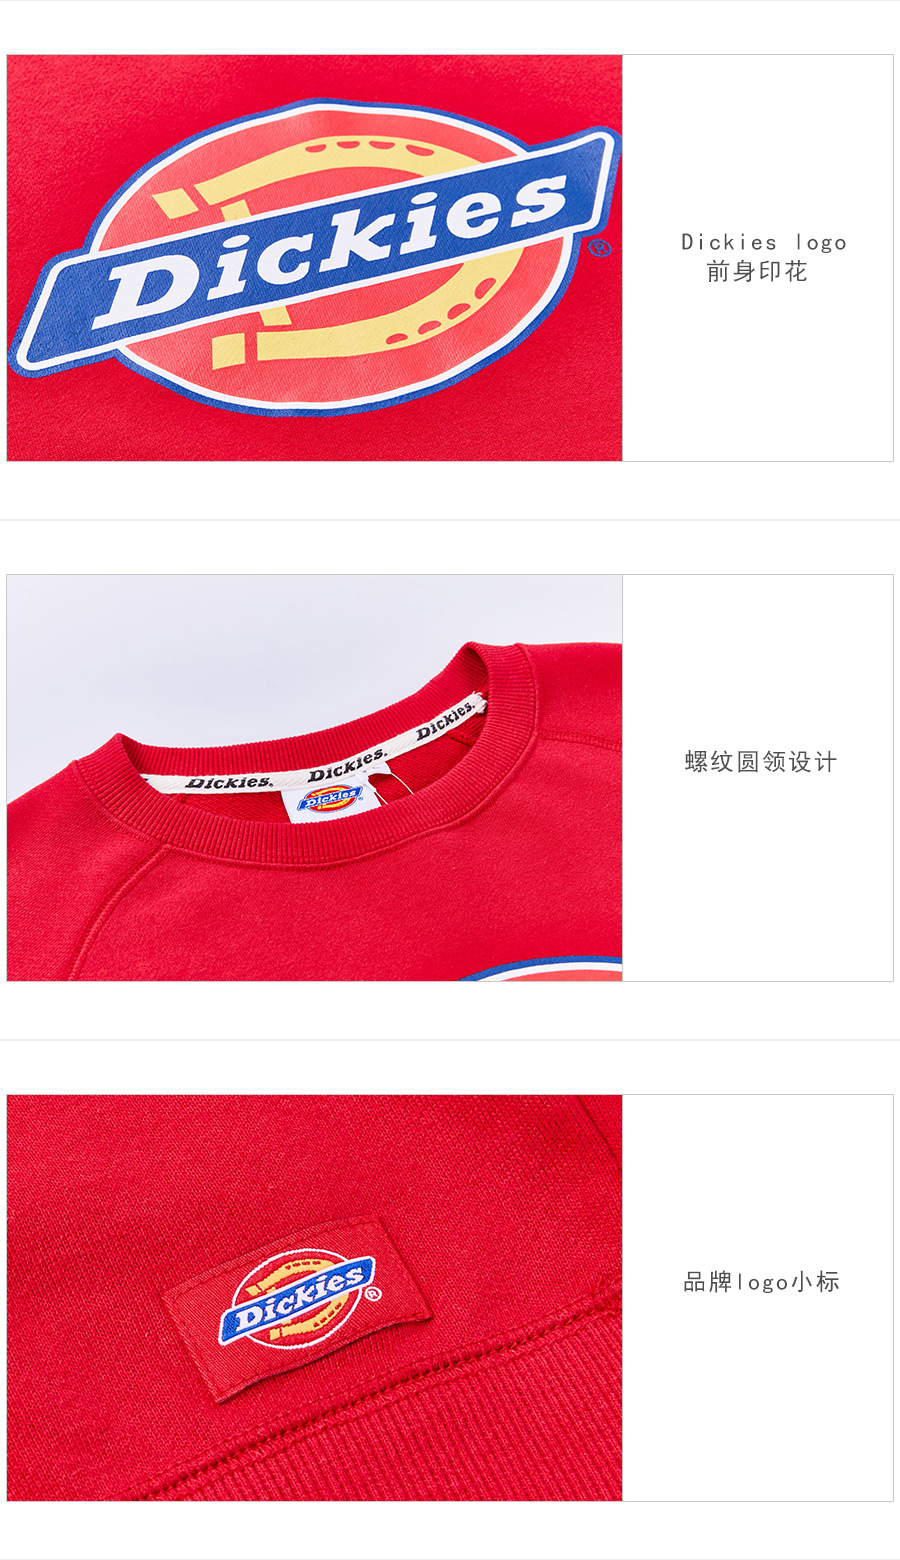 Dickies
®
Dickies logo
前身印花
Dickies.
Dickies.
Dickies.
Dickies
螺纹圆领设计
Dickies
®
品牌logo小标